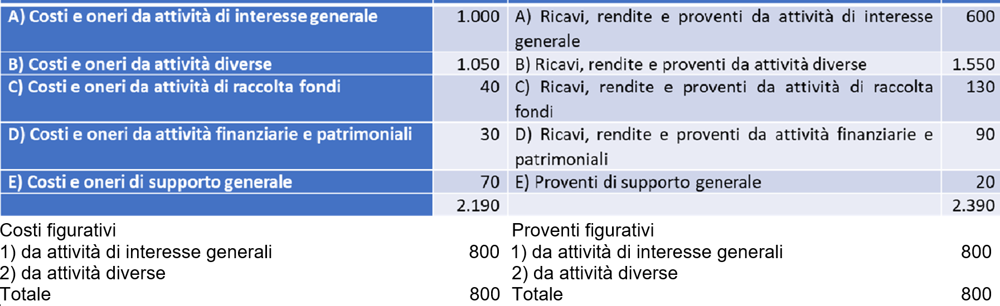 A) Costi e oneri da attività di interesse generale 1.000 A) Ricavi, rendite e proventi da attività di interesse 600
generale
B) Costi e oneri da attività diverse 1.050 B) Ricavi, rendite e proventi da attività diverse 1.550
C) Costi e oneri da attività di raccolta fondi 40 C) Ricavi, rendite e proventi da attività di raccolta 130
fondi
D) Costi e oneri da attività finanziarie e patrimoniali 30 D) Ricavi, rendite e proventi da attività finanziarie e 90
patrimoniali
E) Costi e oneri di supporto generale 70 E) Proventi di supporto generale 20
2.190 2.390
Costi figurativi Proventi figurativi
1) da attività di interesse generali 800 1) da attività di interesse generali 800
2) da attività diverse 2) da attività diverse
Totale 800 Totale 800